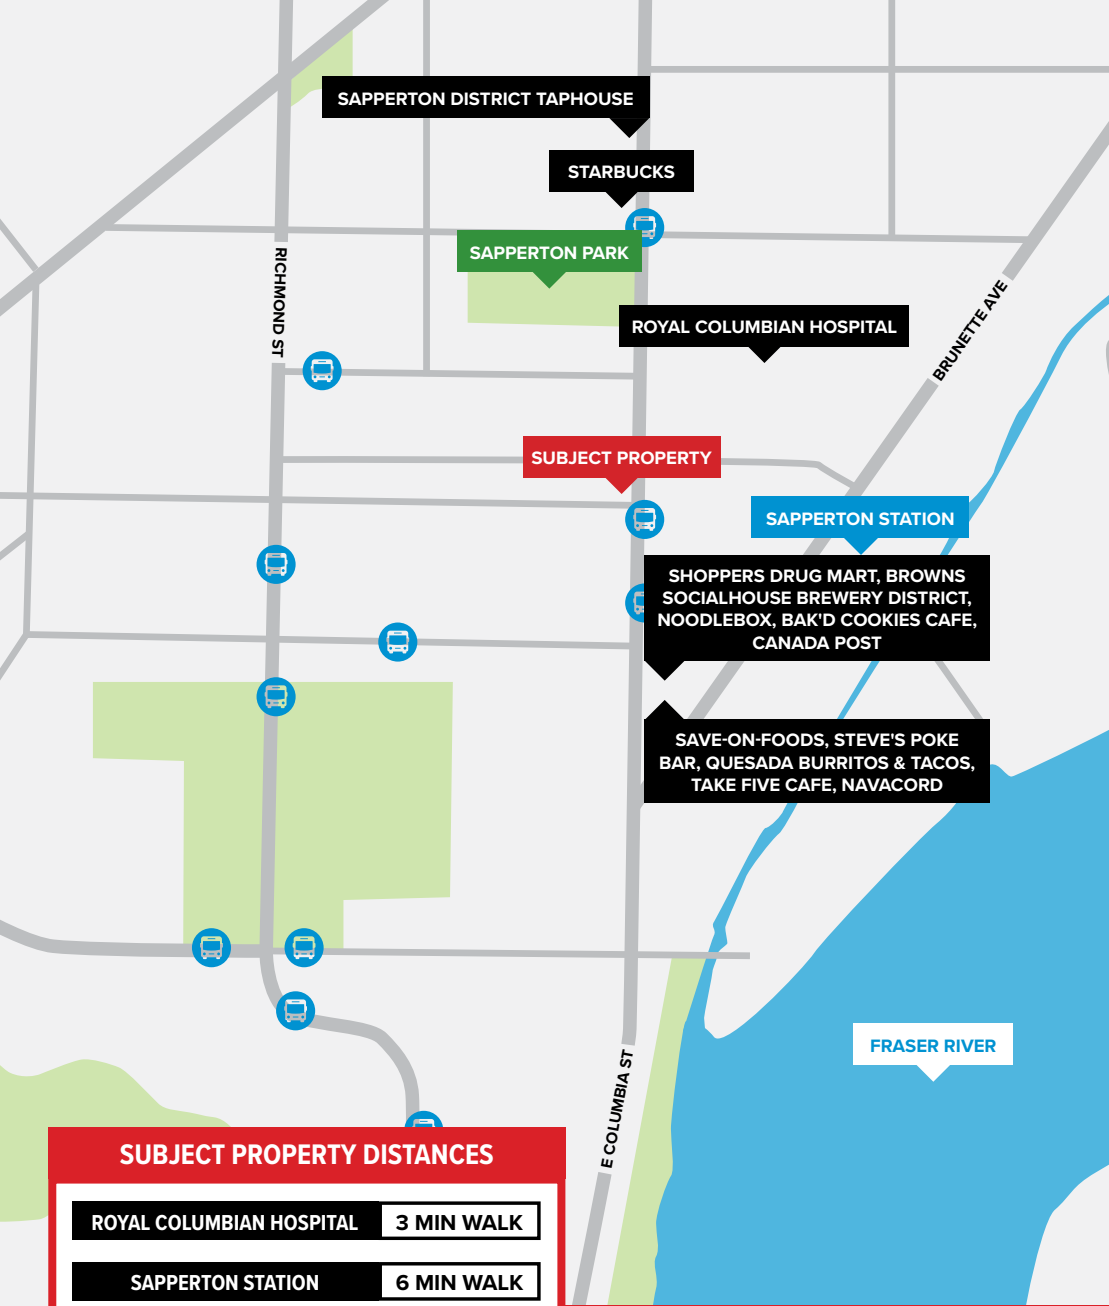 SAPPERTON DISTRICT TAPHOUSE
STARBUCKS
SAPPERTON PARK
RICHMOND ST
ROYAL COLUMBIAN HOSPITAL
BRUNETTE AVE
SUBJECT PROPERTY
SAPPERTON STATION
SHOPPERS DRUG MART, BROWNS
SOCIALHOUSE BREWERY DISTRICT,
NOODLEBOX, BAK'D COOKIES CAFE,
CANADA POST
SAVE-ON-FOODS, STEVE'S POKE
BAR, QUESADA BURRITOS & TACOS,
TAKE FIVE CAFE, NAVACORD
FRASER RIVER
E COLUMBIA ST
SUBJECT PROPERTY DISTANCES
ROYAL COLUMBIAN HOSPITAL 3 MIN WALK
SAPPERTON STATION 6 MIN WALK